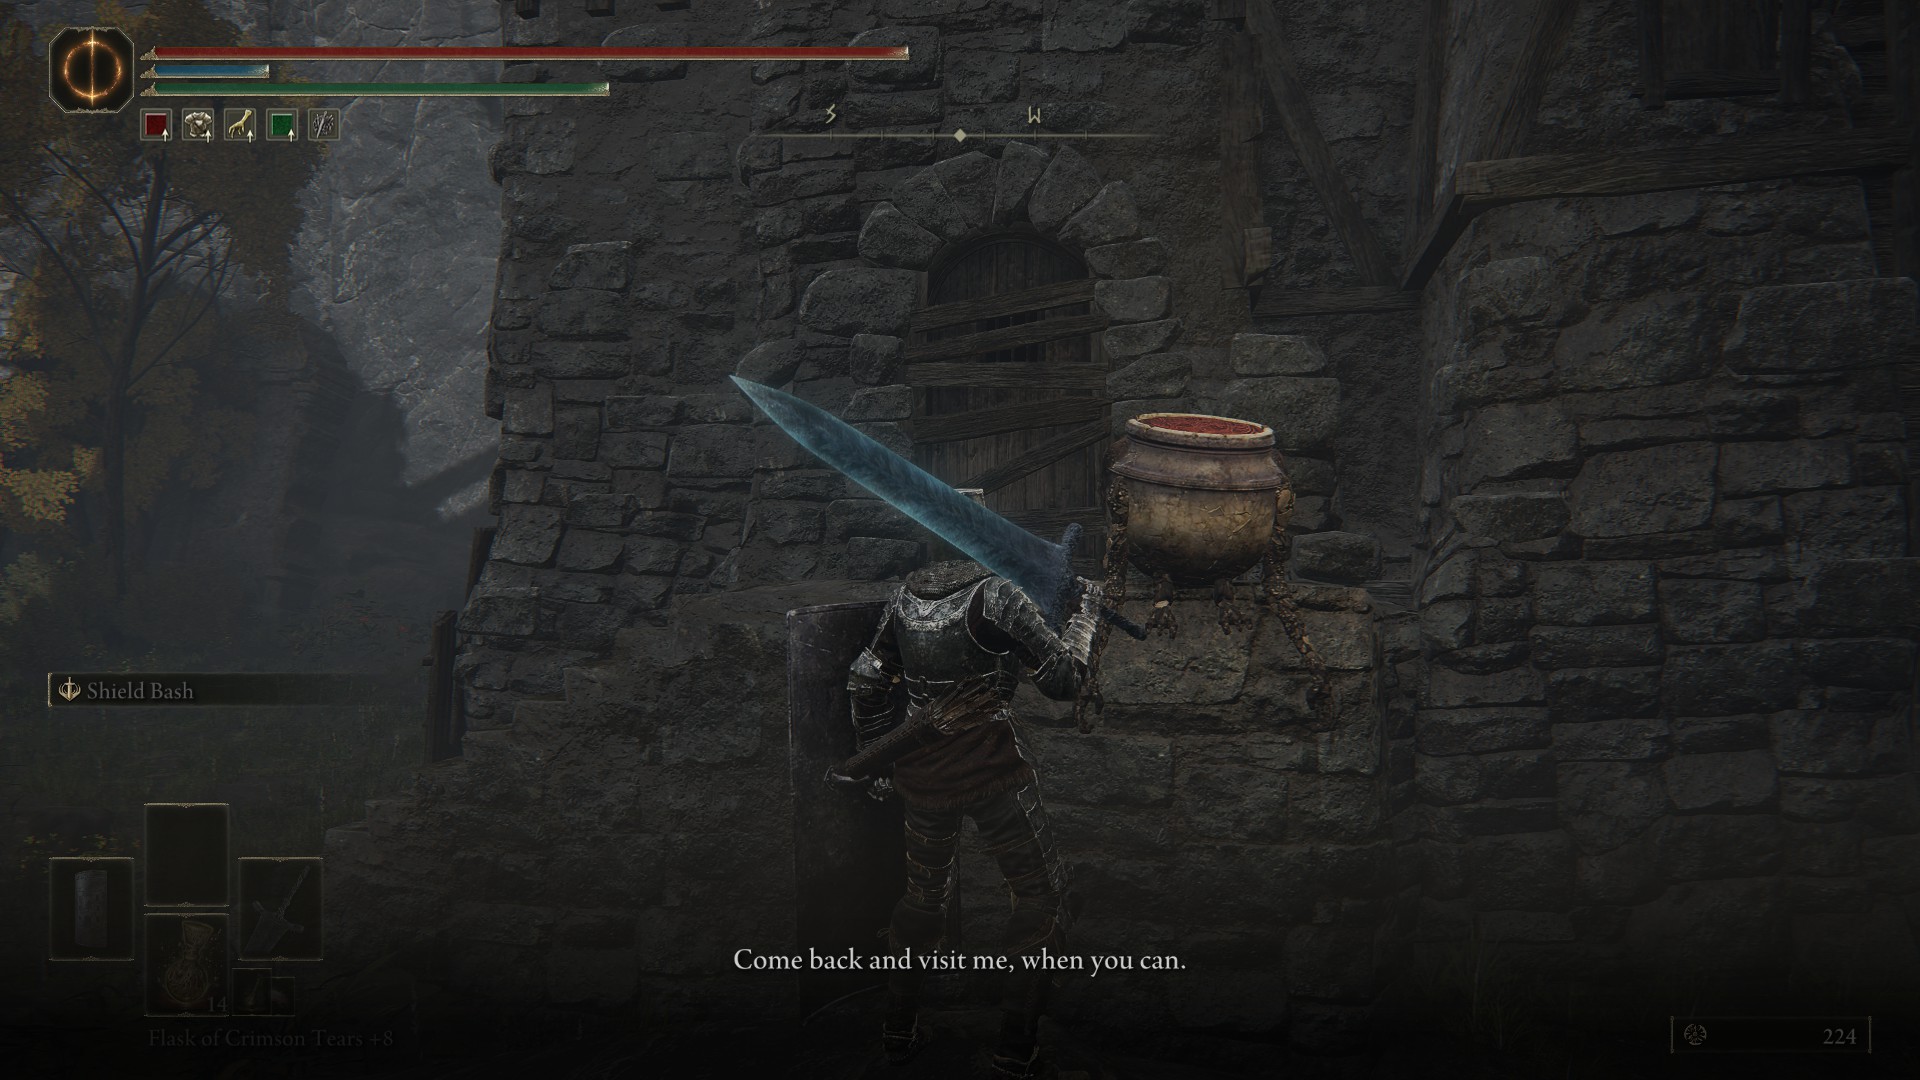 S W
Shield Bash
Come back and visit me, when you can.
14
Flask of Crimson Tears +8
224